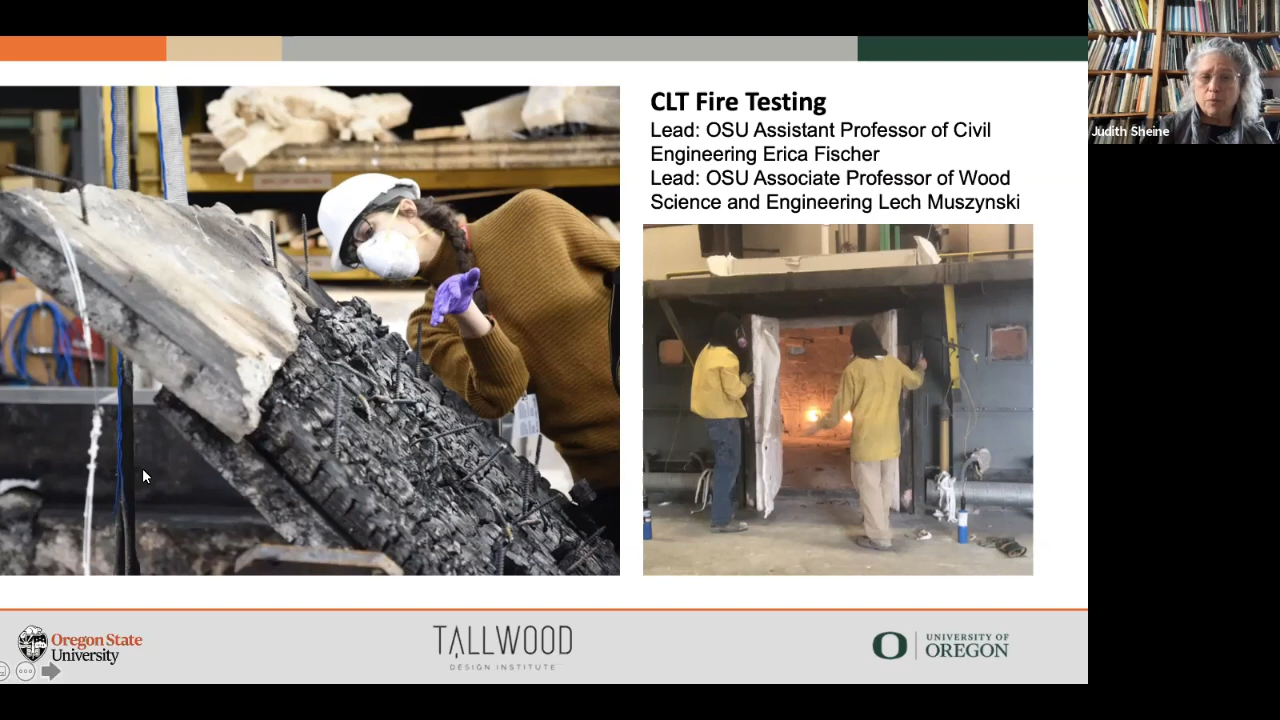 CLT Fire Testing
Lead: OSU Assistant Professor of Civil
Engineering Erica Fischer
Lead: OSU Associate Professor of Wood
Science and Engineering Lech Muszynski
Judith Sheine
Oregon State
University
TALLWOOD
DESIGN INSTITUTE
O
UNIVERSITY OF
OREGON